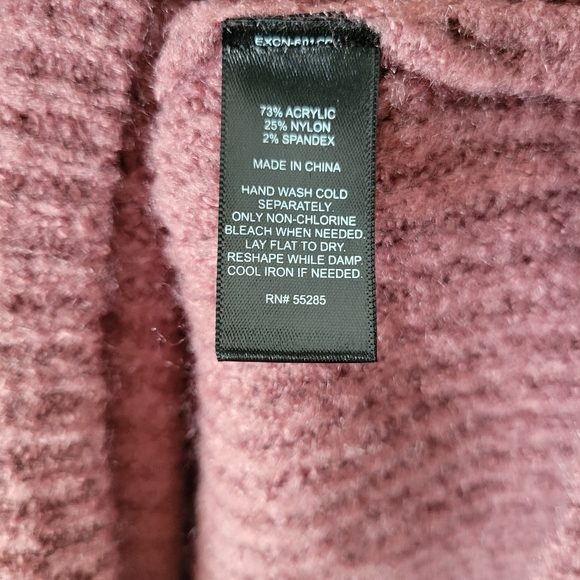 73% ACRYLIC
25% NYLON
2% SPANDEX
MADE IN CHINA
HAND WASH COLD
SEPARATELY.
ONLY NON-CHLORINE
BLEACH WHEN NEEDED.
LAY FLAT TO DRY.
RESHAPE WHILE DAMP.
COOL IRON IF NEEDED.
RN# 55285